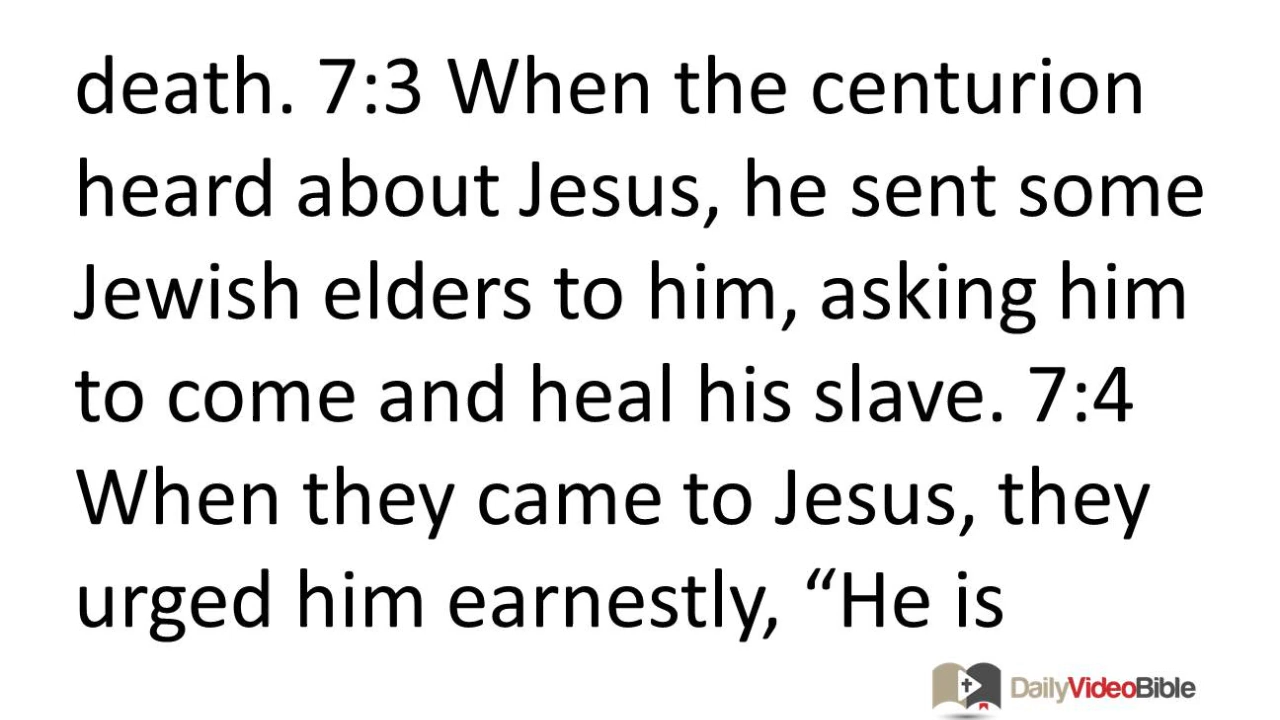 death. 7:3 When the centurion
heard about Jesus, he sent some
Jewish elders to him, asking him
to come and heal his slave. 7:4
When they came to Jesus, they
urged him earnestly, “He is
DailyVideoBible